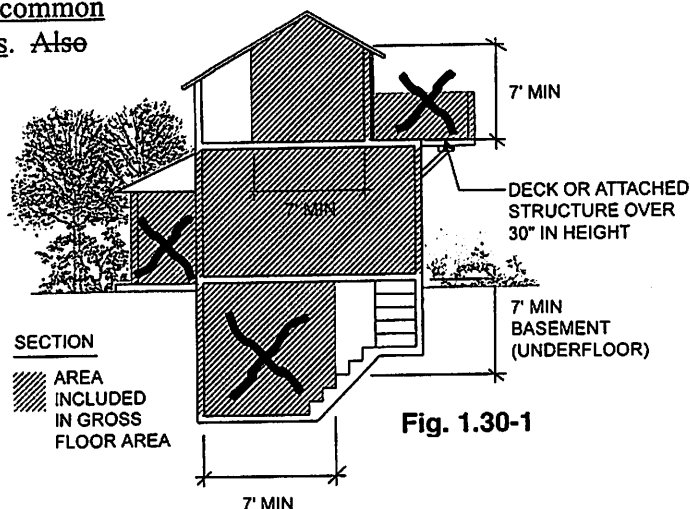 common
s. ~~Also~~
7' MIN
DECK OR ATTACHED
STRUCTURE OVER
30" IN HEIGHT
7' MIN
7' MIN
BASEMENT
(UNDERFLOOR)
SECTION
AREA
INCLUDED
IN GROSS
FLOOR AREA
Fig. 1.30-1
7' MIN